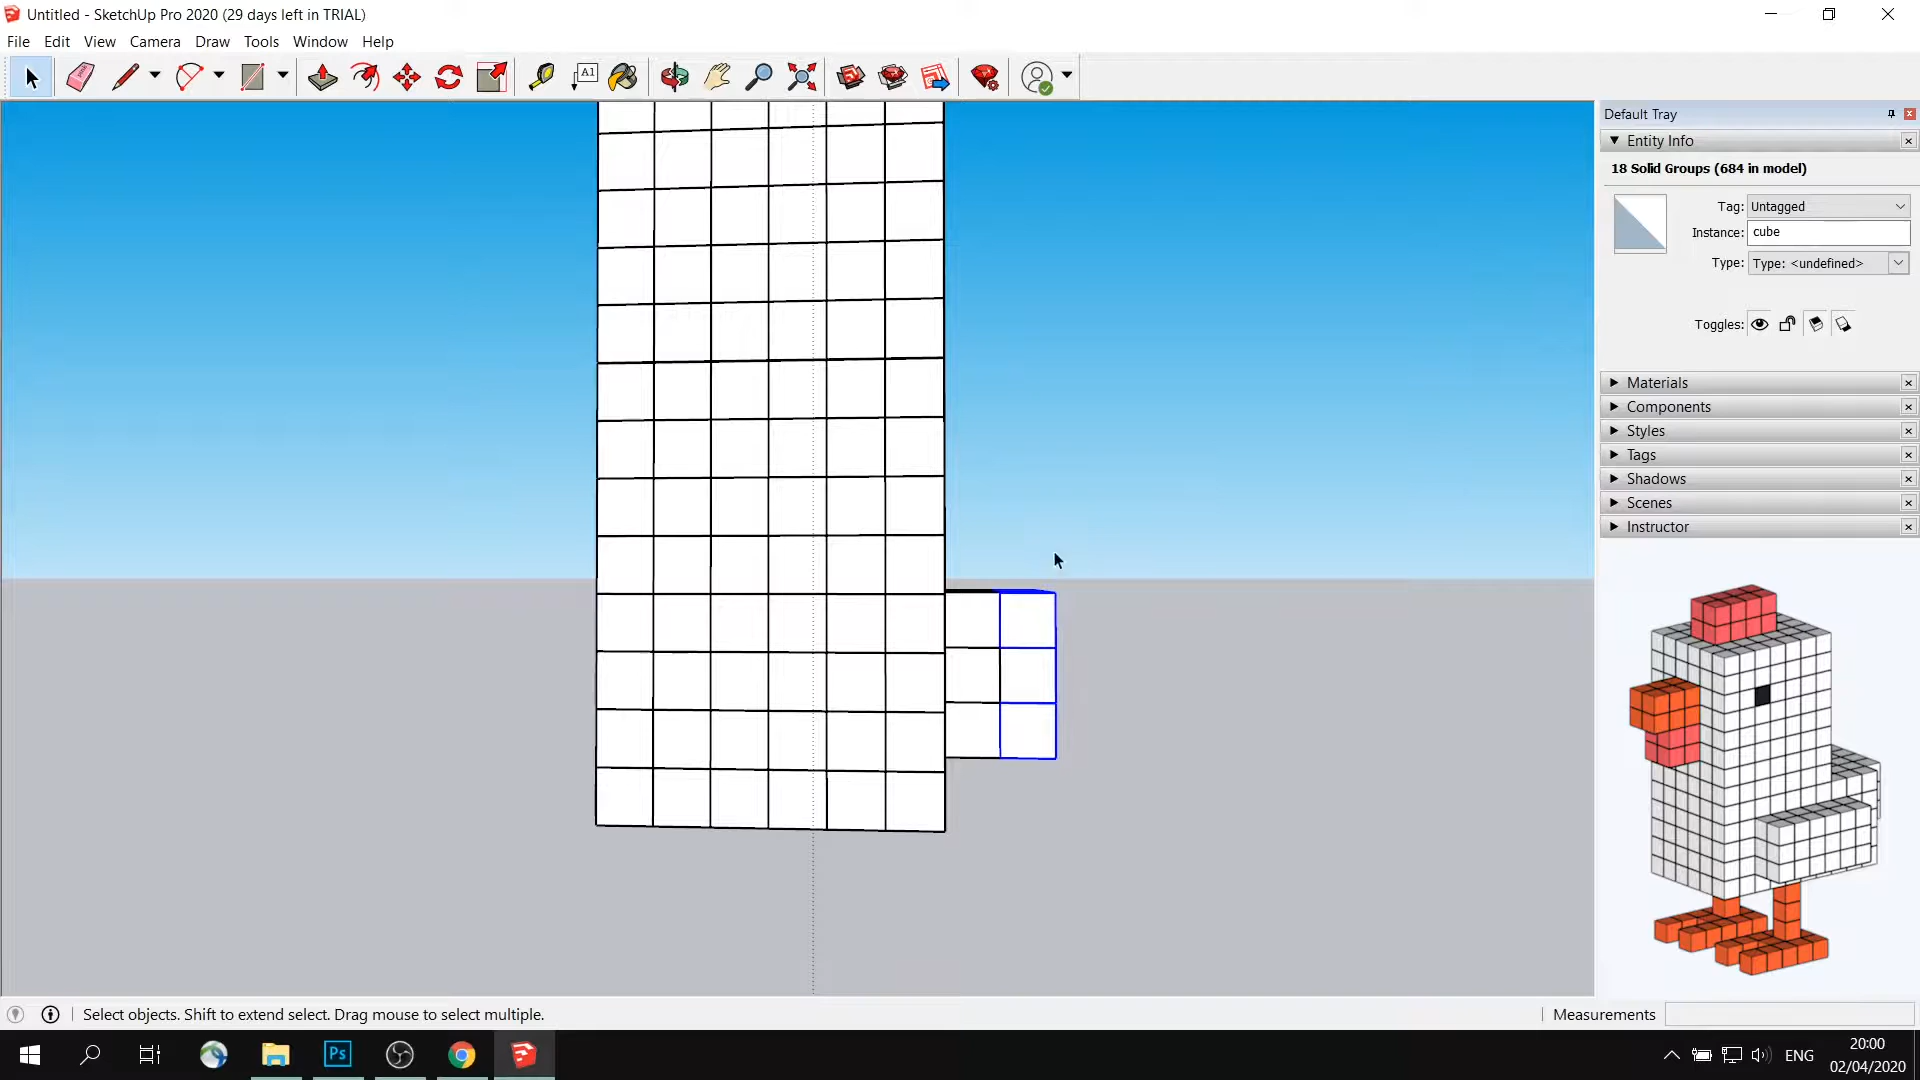 Untitled - SketchUp Pro 2020 (29 days left in TRIAL)
File Edit View Camera Draw Tools Window Help
A1
Default Tray
Entity Info
18 Solid Groups (684 in model)
Tag: Untagged
Instance: cube
Type: Type: <undefined>
Toggles:
Materials
Components
Styles
Tags
Shadows
Scenes
Instructor
Select objects. Shift to extend select. Drag mouse to select multiple.
Measurements
Ps
ENG
20:00
02/04/2020